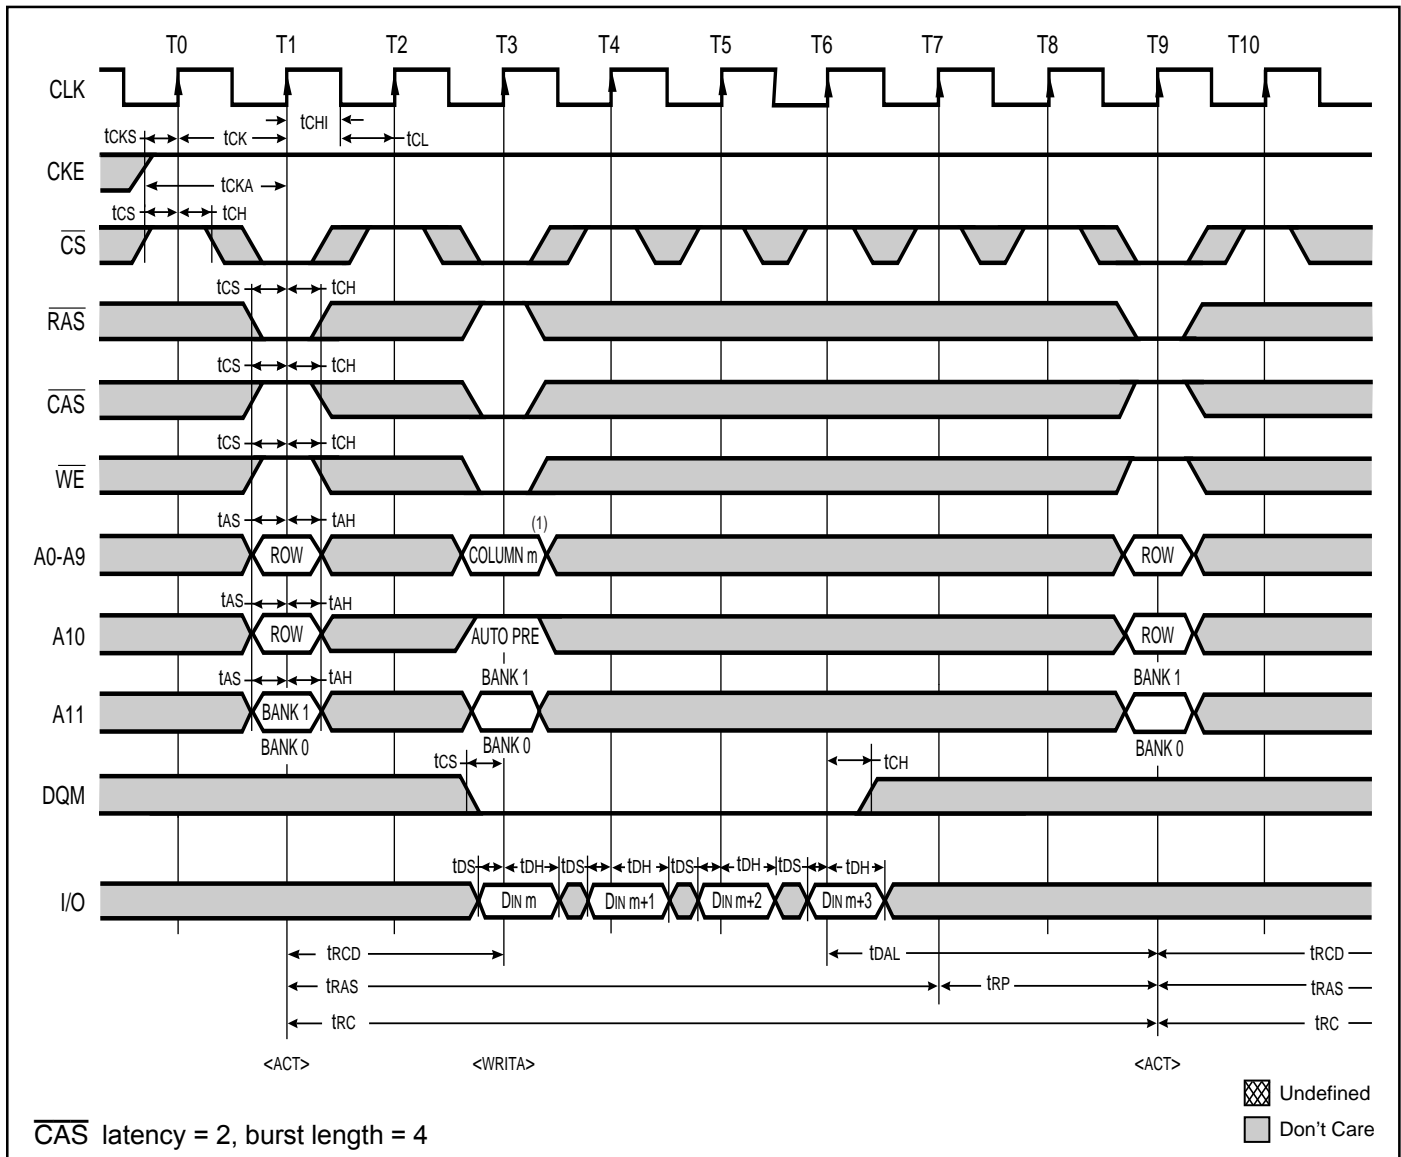 T0 T1 T2 T3 T4 T5 T6 T7 T8 T9 T10
CLK
tCHI
tCKS tCK tCL
CKE
tCKA
tCS tCH
CS
tCS tCH
RAS
tCS tCH
CAS
tCS tCH
WE
tAS tAH (1)
A0-A9 ROW COLUMN m ROW
tAS tAH
A10 ROW AUTO PRE ROW
tAS tAH BANK 1 BANK 1
A11 BANK 1
BANK 0 BANK 0 BANK 0
tCS tCH
DQM
tDS tDH tDS tDH tDS tDH tDS tDH
I/O DIN m DIN m+1 DIN m+2 DIN m+3
tRCD tDAL tRCD
tRAS tRP tRAS
tRC tRC
<ACT> <WRITA> <ACT>
Undefined
CAS latency = 2, burst length = 4
Don't Care